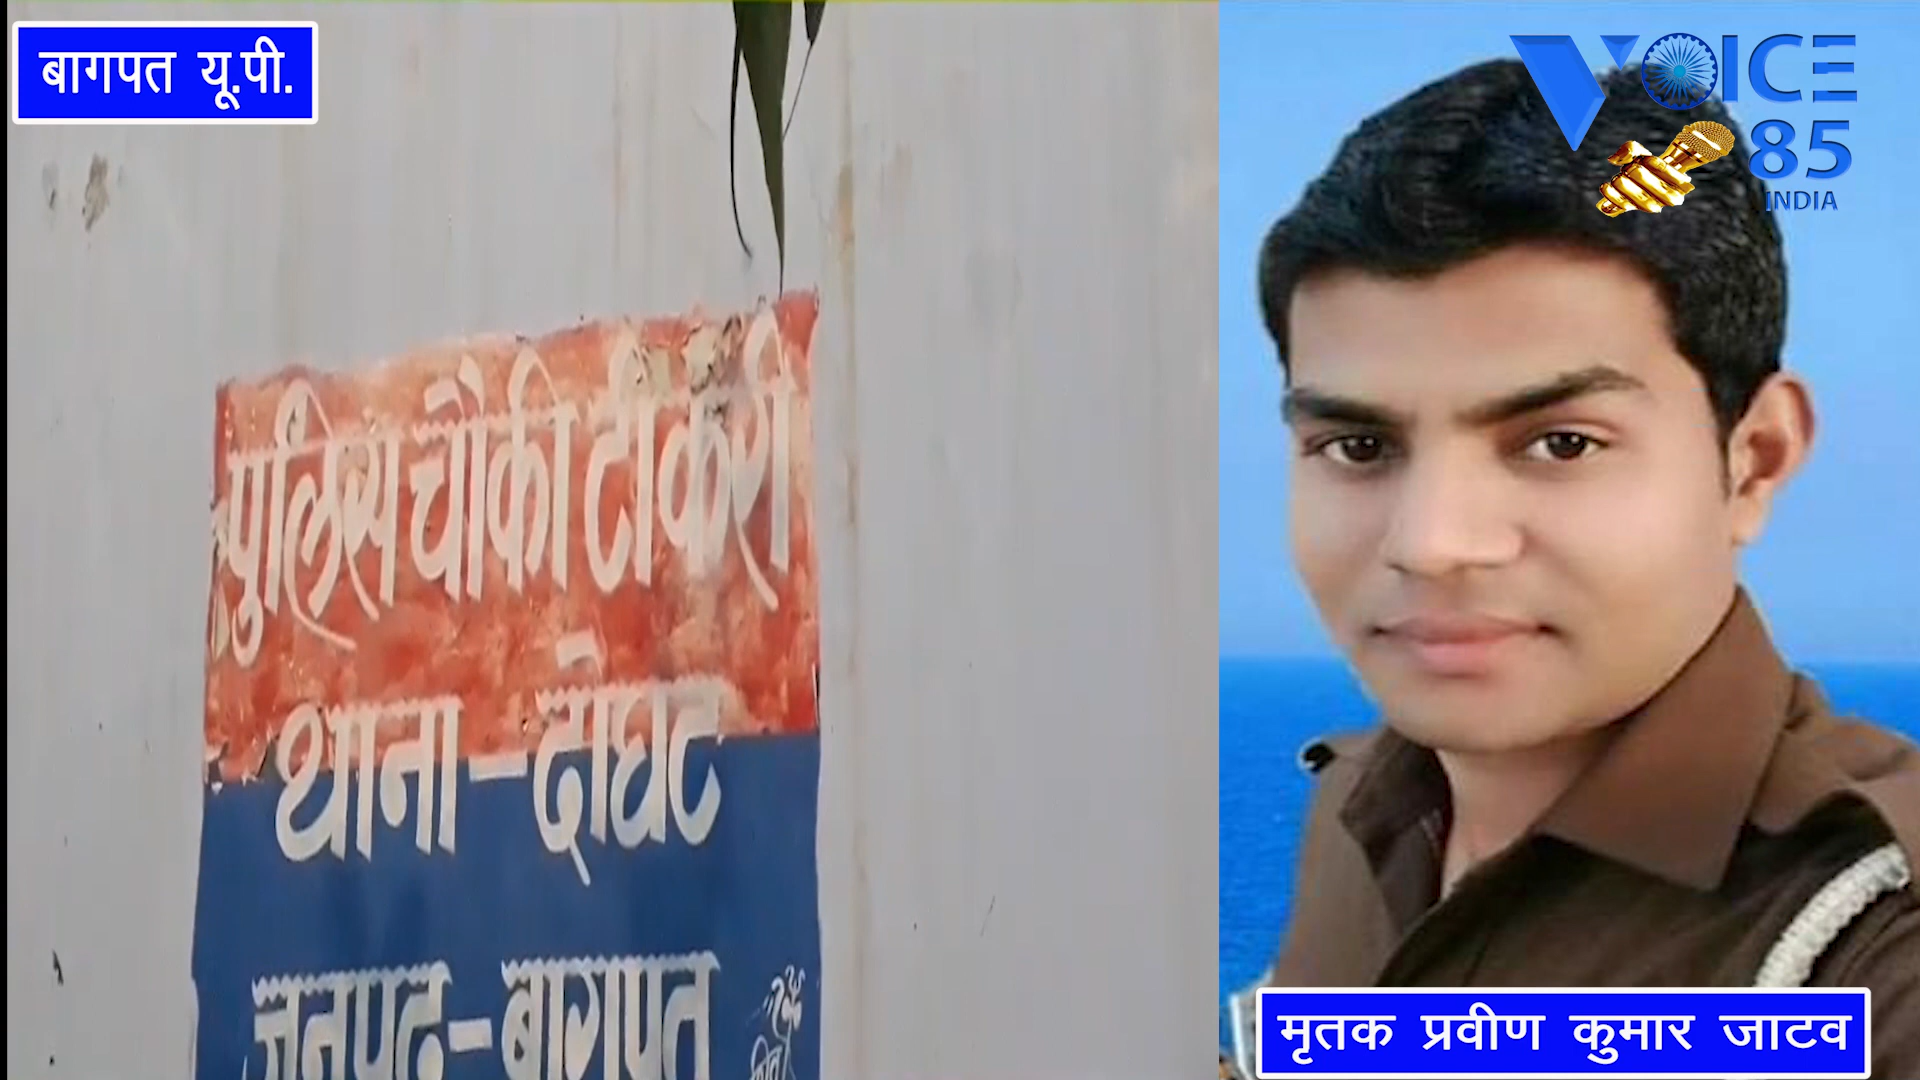 बागपत यू.पी.
पुलिस चौकी टीकरी
थाना - दोघट
जनपद - बागपत
VOICE
85
INDIA
मृतक प्रवीण कुमार जाटव